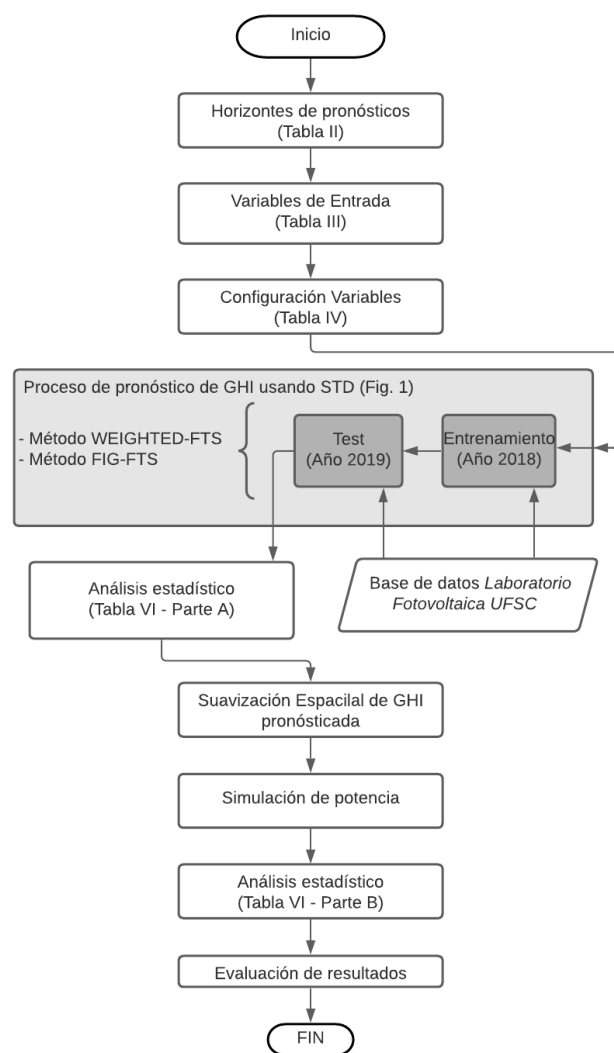 Inicio
Horizontes de pronósticos
(Tabla II)
Variables de Entrada
(Tabla III)
Configuración Variables
(Tabla IV)
Proceso de pronóstico de GHI usando STD (Fig. 1)
- Método WEIGHTED-FTS
- Método FIG-FTS
Test
(Año 2019)
Entrenamiento
(Año 2018)
Análisis estadístico
(Tabla VI - Parte A)
Base de datos Laboratorio
Fotovoltaica UFSC
Suavización Espacilal de GHI
pronósticada
Simulación de potencia
Análisis estadístico
(Tabla VI - Parte B)
Evaluación de resultados
FIN